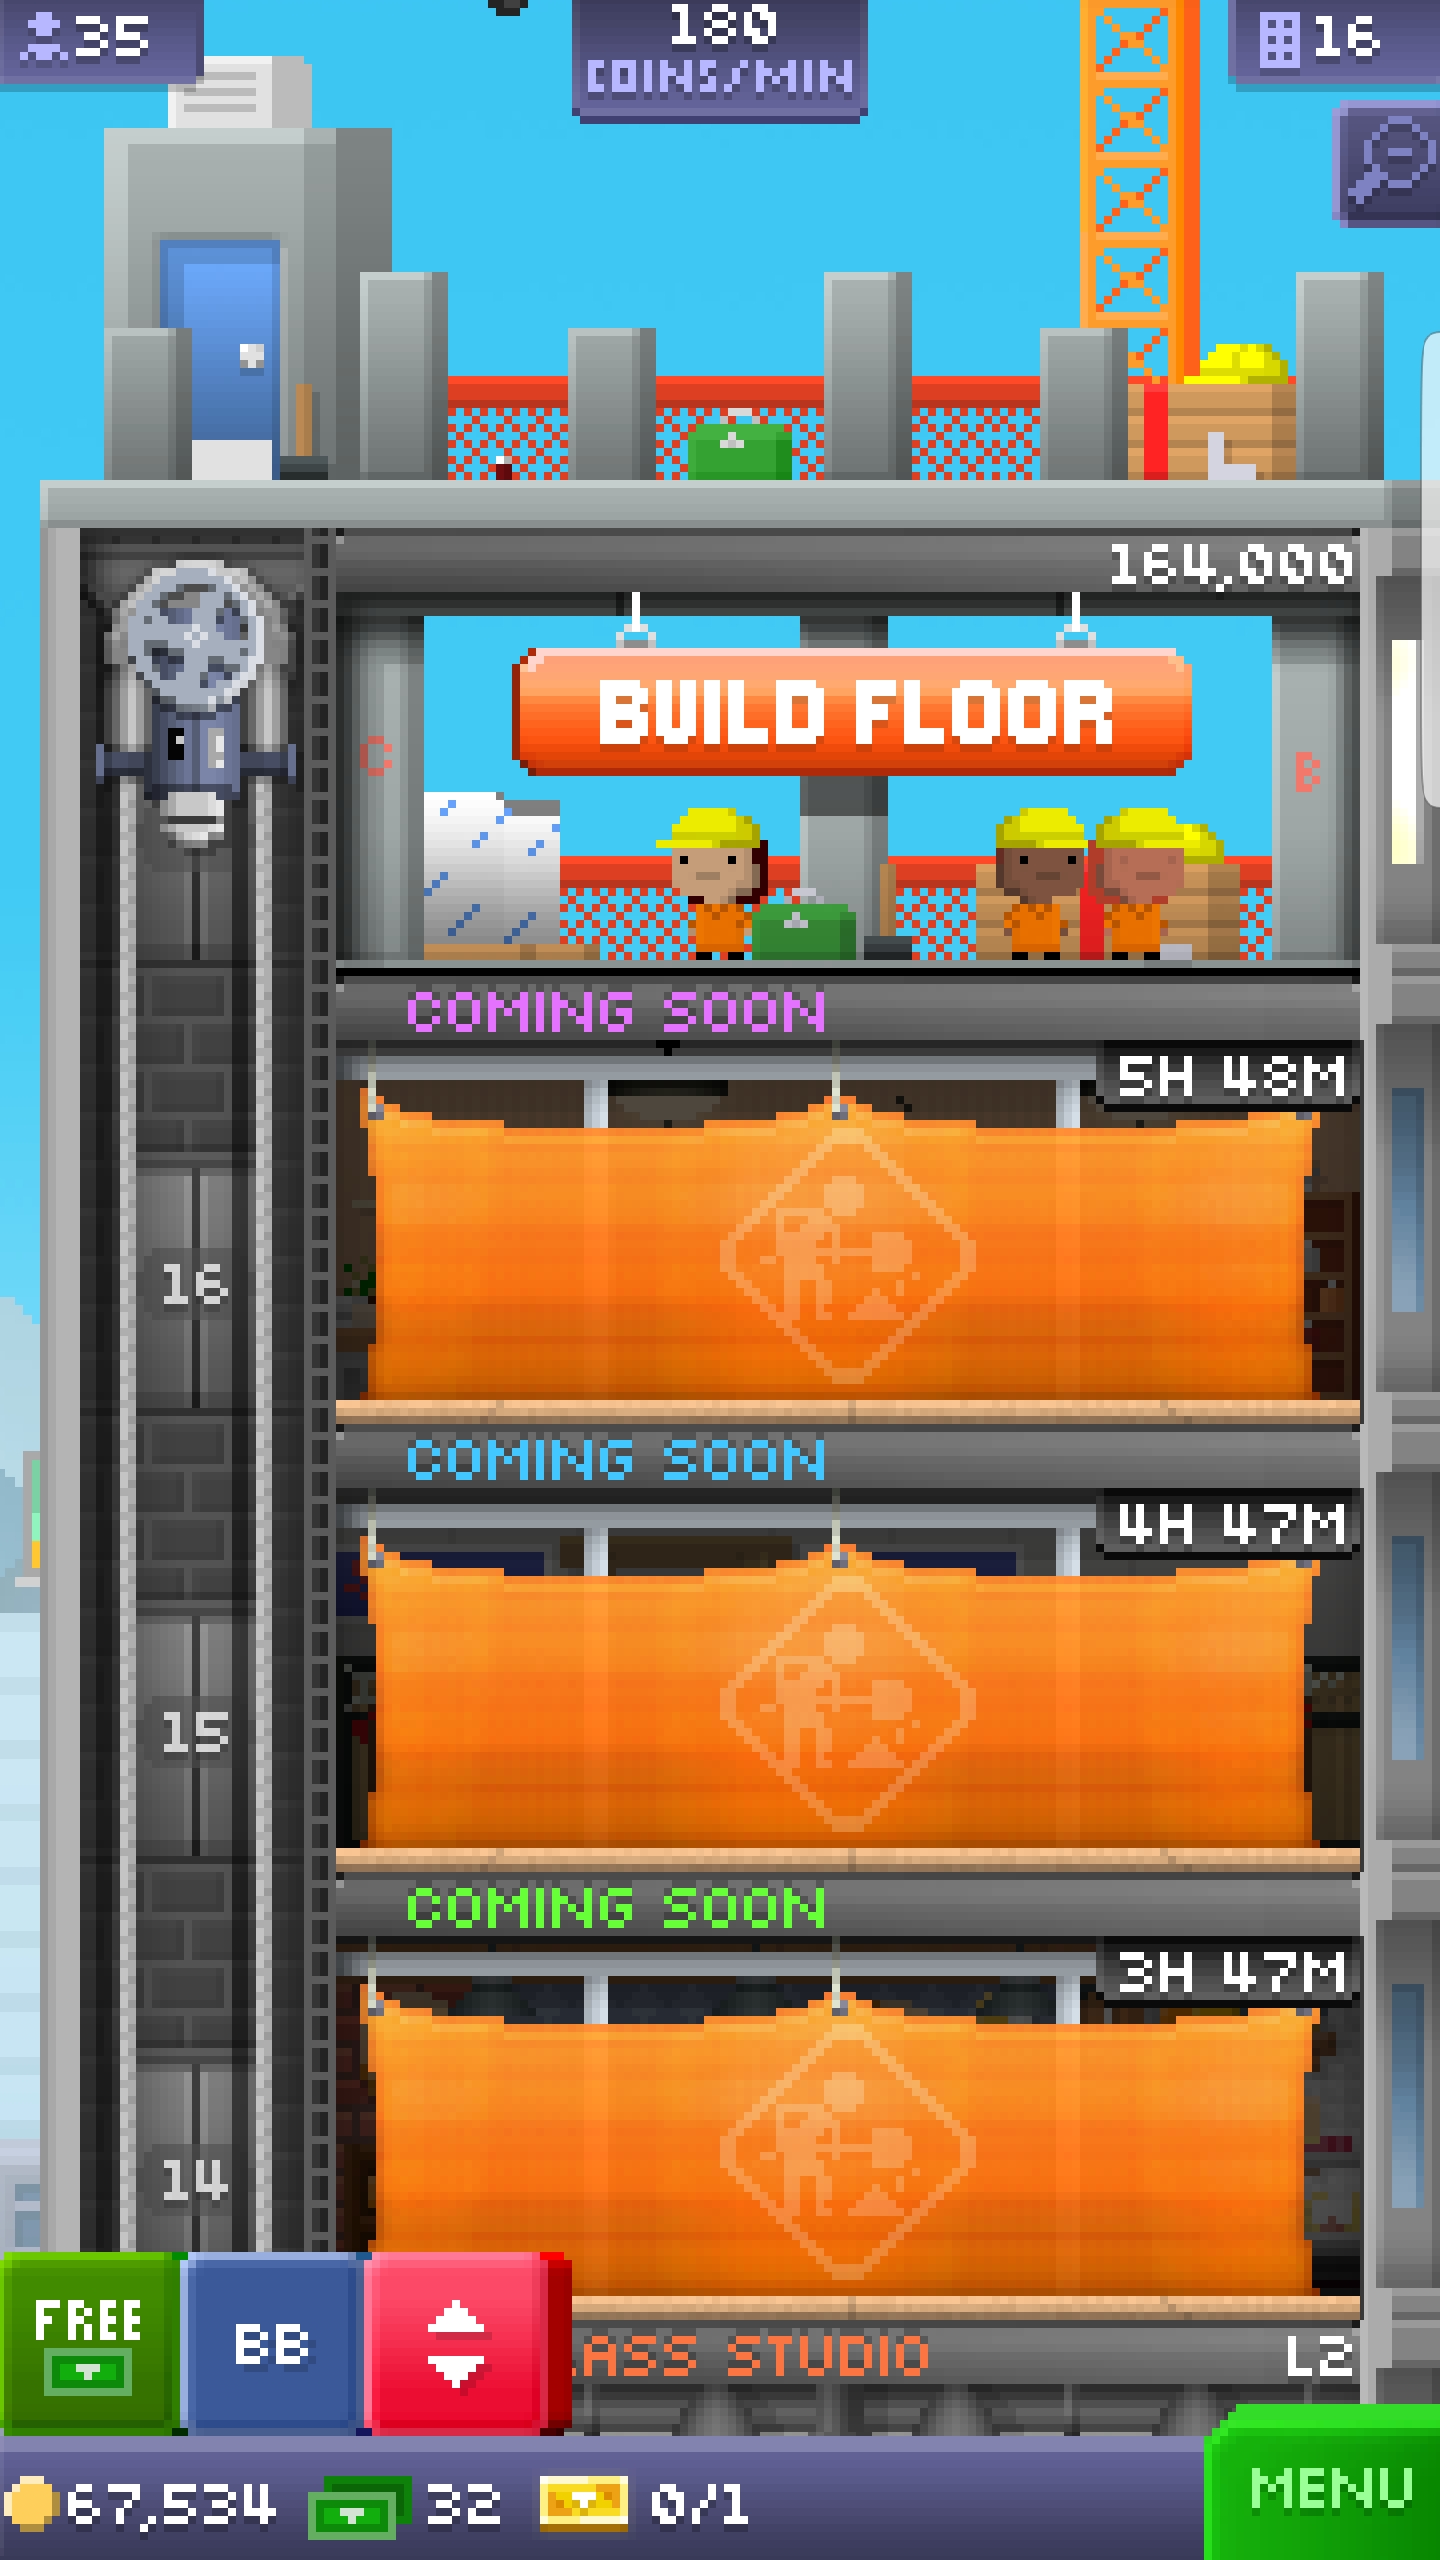 35
180
COINS/MIN
16
164,000
BUILD FLOOR
C
B
COMING SOON
5H 48M
16
COMING SOON
4H 47M
15
COMING SOON
3H 47M
14
FREE
BB
ASS STUDIO
L2
67,534
32
0/1
MENU